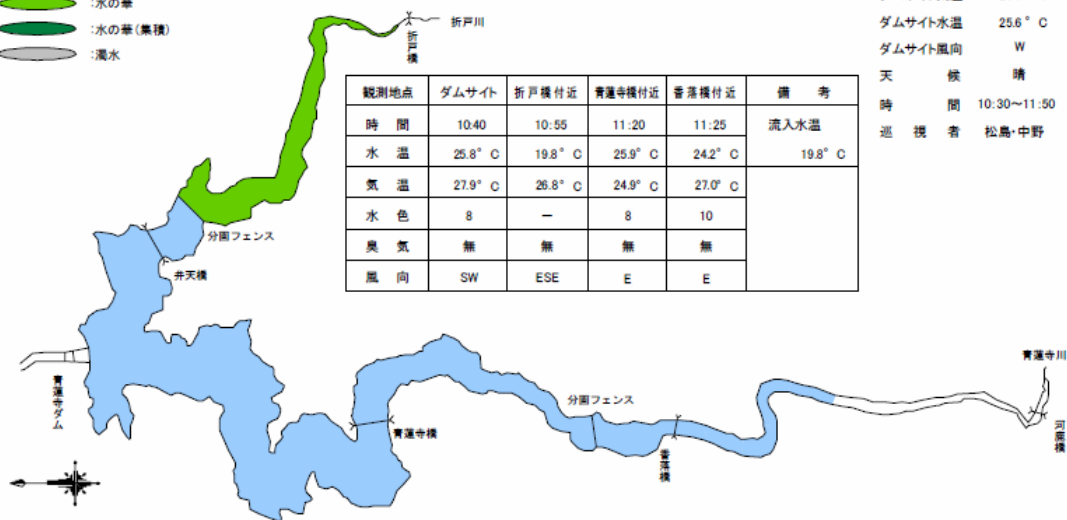 :水の華
:水の華(集積)
:濁水
折戸川
折戸橋
ダムサイト水温 25.6°C
ダムサイト風向 W
天候 晴
時間 10:30~11:50
巡視者 松島・中野
観測地点 ダムサイト 折戸橋付近 青蓮寺橋付近 香落橋付近 備考
時間 10:40 10:55 11:20 11:25 流入水温
水温 25.8°C 19.8°C 25.9°C 24.2°C 19.8°C
気温 27.9°C 26.8°C 24.9°C 27.0°C
水色 8 － 8 10
臭気 無 無 無 無
風向 SW ESE E E
分画フェンス
弁天橋
青蓮寺ダム
青蓮寺橋
分画フェンス
香落橋
青蓮寺川
河鹿橋